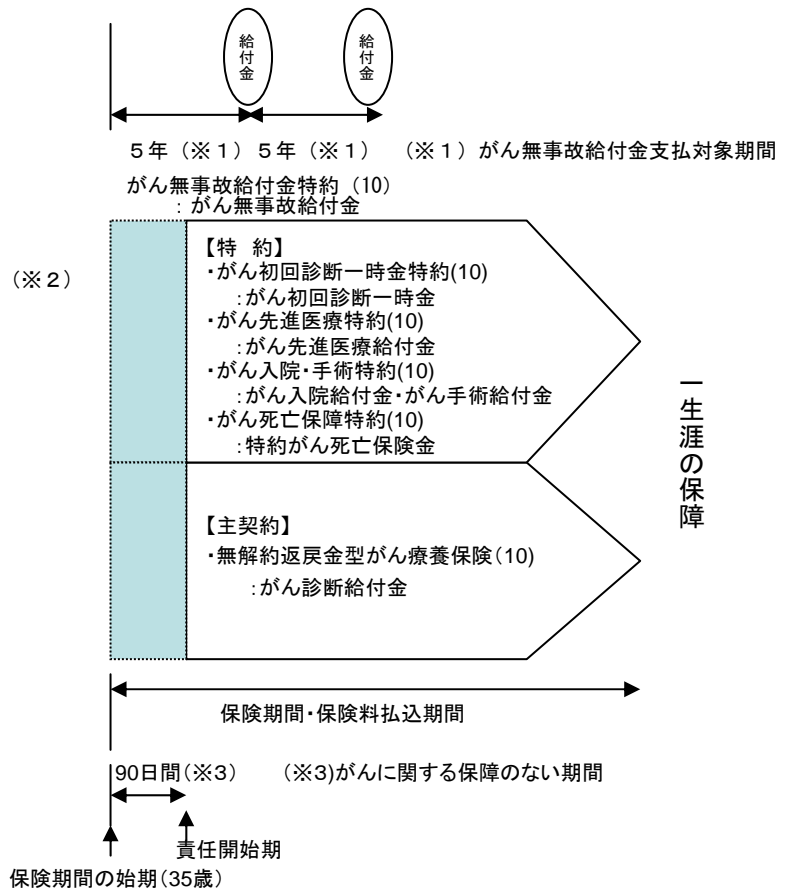 給付金
給付金
5年（※1）5年（※1）　（※1）がん無事故給付金支払対象期間
がん無事故給付金特約（10）
：がん無事故給付金
（※2）
【特 約】
・がん初回診断一時金特約(10)
：がん初回診断一時金
・がん先進医療特約(10)
：がん先進医療給付金
・がん入院・手術特約(10)
：がん入院給付金・がん手術給付金
・がん死亡保障特約(10)
：特約がん死亡保険金
一生涯の保障
【主契約】
・無解約返戻金型がん療養保険(10)
：がん診断給付金
保険期間・保険料払込期間
90日間(※3)　(※3)がんに関する保障のない期間
責任開始期
保険期間の始期(35歳)